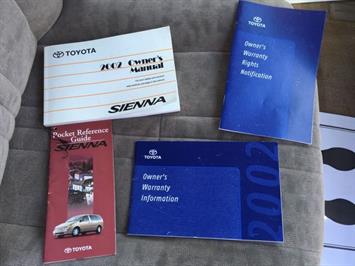 TOYOTA
2002 Owner's
Manual
SIENNA
TOYOTA
Owner's
Warranty
Rights
Notification
Pocket Reference
Guide
SIENNA
TOYOTA
TOYOTA
Owner's
Warranty
Information
2002